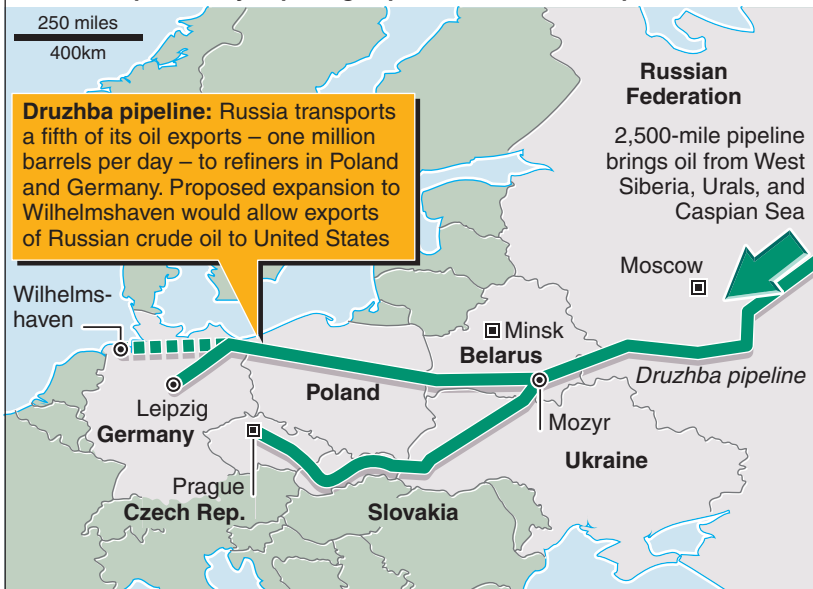 250 miles
400km
Russian
Federation
2,500-mile pipeline
brings oil from West
Siberia, Urals, and
Caspian Sea
Druzhba pipeline: Russia transports
a fifth of its oil exports – one million
barrels per day – to refiners in Poland
and Germany. Proposed expansion to
Wilhelmshaven would allow exports
of Russian crude oil to United States
Moscow
Wilhelms-
haven
Minsk
Belarus
Druzhba pipeline
Poland
Leipzig
Germany
Mozyr
Ukraine
Prague
Czech Rep.
Slovakia